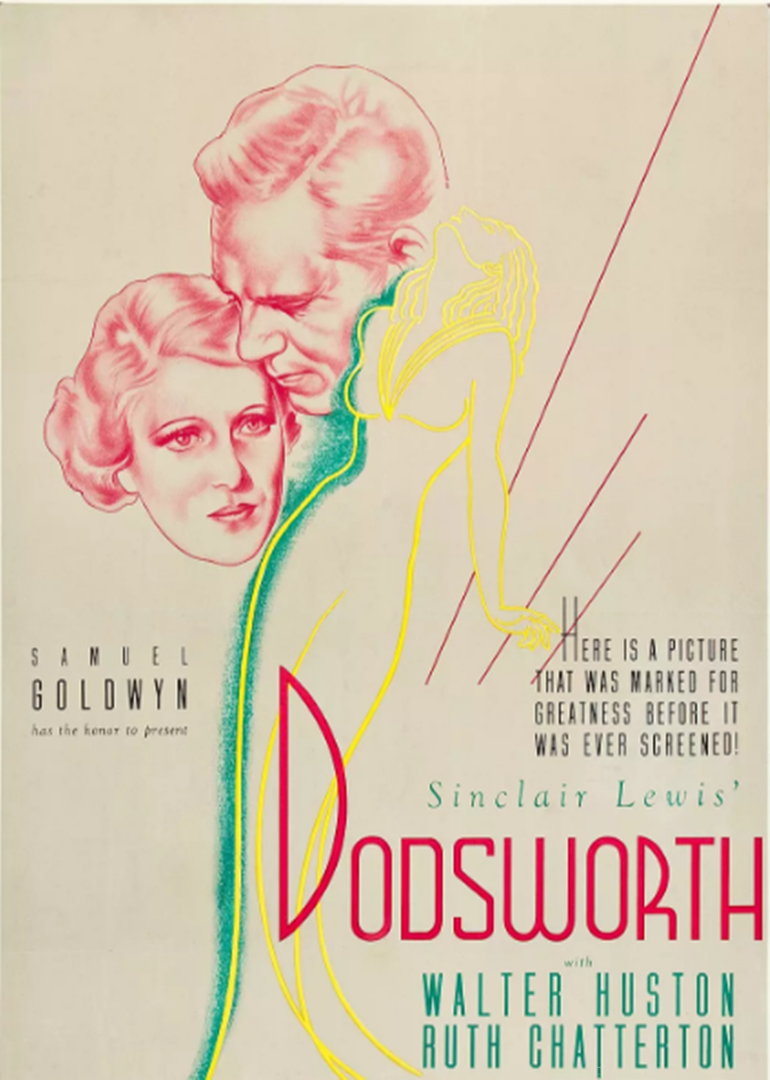 SAMUEL
GOLDWYN
has the honor to present
HERE IS A PICTURE
THAT WAS MARKED FOR
GREATNESS BEFORE IT
WAS EVER SCREENED!
Sinclair Lewis'
DODSWORTH
with
WALTER HUSTON
RUTH CHATTERTON